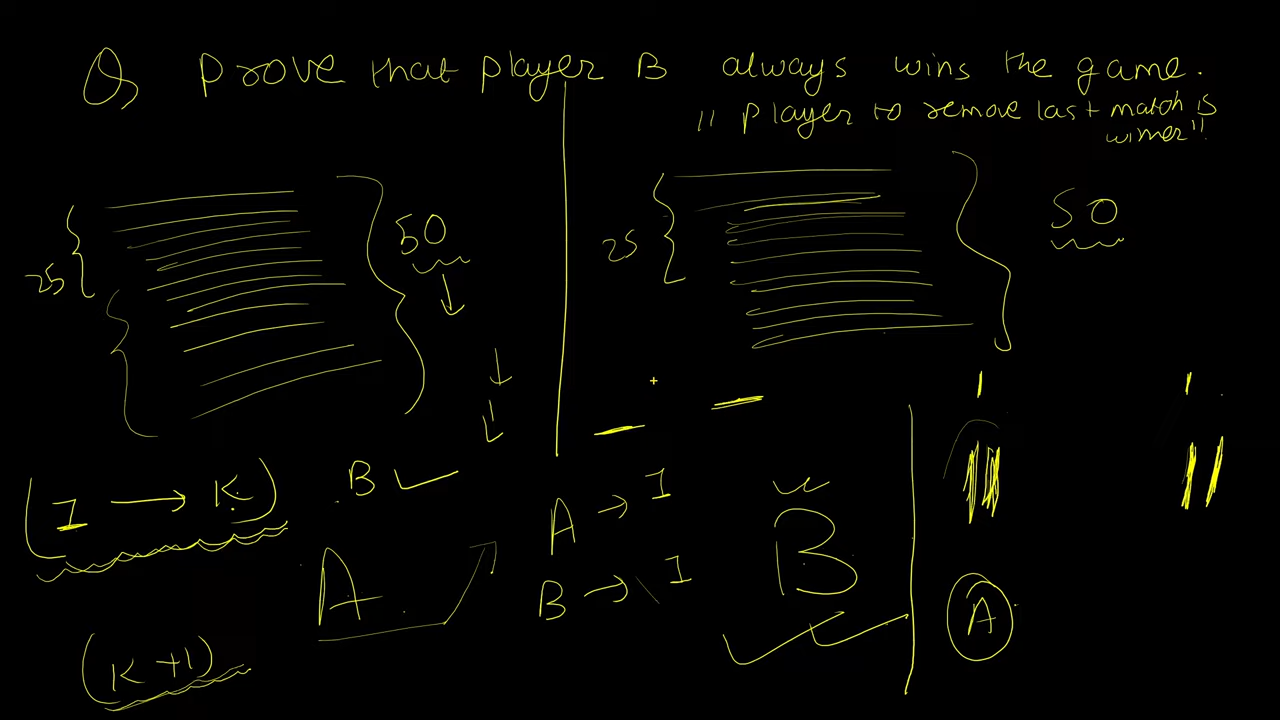 Q Prove that player B always wins the game.
" Player to remove last match is
winner"
25 50 25 50
(1 → K) B
A → 1
B → 1
A B
(K+1)
A